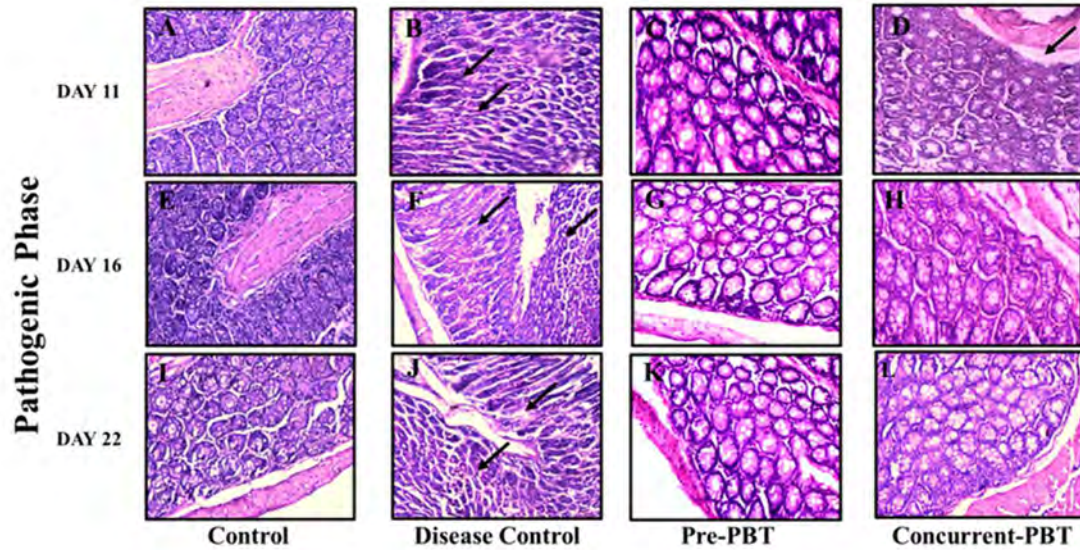 Pathogenic Phase
DAY 11
A
B
C
D
DAY 16
E
F
G
H
DAY 22
I
J
K
L
Control
Disease Control
Pre-PBT
Concurrent-PBT